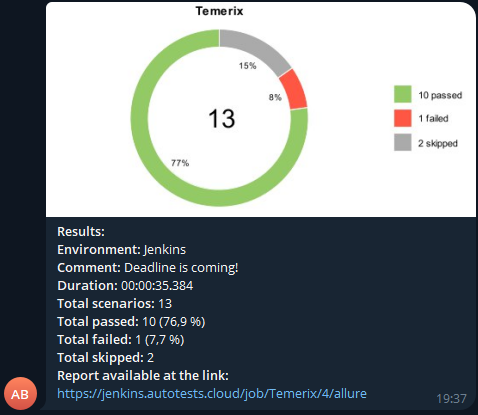 Temerix
15%
8%
13
77%
10 passed
1 failed
2 skipped
Results:
Environment: Jenkins
Comment: Deadline is coming!
Duration: 00:00:35.384
Total scenarios: 13
Total passed: 10 (76,9 %)
Total failed: 1 (7,7 %)
Total skipped: 2
Report available at the link:
https://jenkins.autotests.cloud/job/Temerix/4/allure
AB
19:37